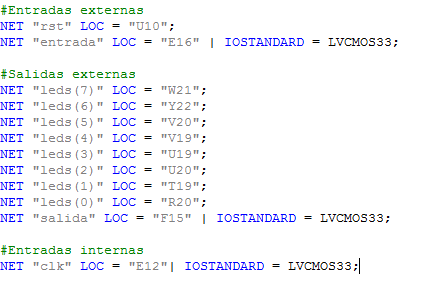 #Entradas externas
NET "rst" LOC = "U10";
NET "entrada" LOC = "E16" | IOSTANDARD = LVCMOS33;
#Salidas externas
NET "leds(7)" LOC = "W21";
NET "leds(6)" LOC = "Y22";
NET "leds(5)" LOC = "V20";
NET "leds(4)" LOC = "V19";
NET "leds(3)" LOC = "U19";
NET "leds(2)" LOC = "U20";
NET "leds(1)" LOC = "T19";
NET "leds(0)" LOC = "R20";
NET "salida" LOC = "F15" | IOSTANDARD = LVCMOS33;
#Entradas internas
NET "clk" LOC = "E12"| IOSTANDARD = LVCMOS33;